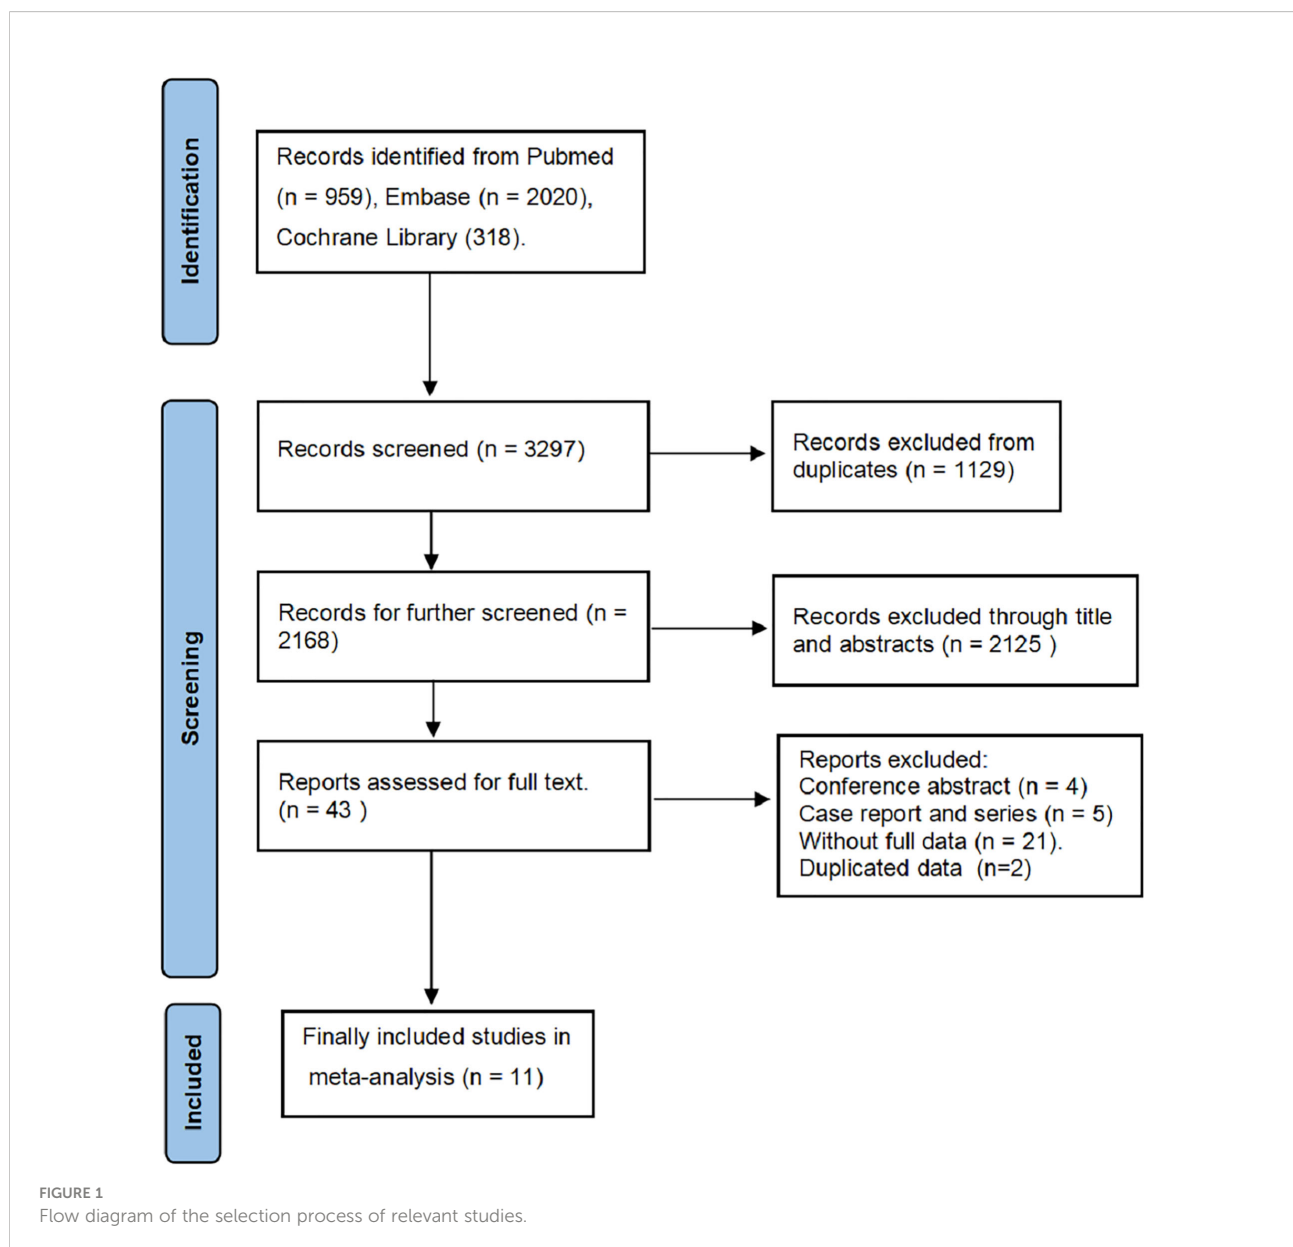 Identification
Records identified from Pubmed
(n = 959), Embase (n = 2020),
Cochrane Library (318).
Screening
Records screened (n = 3297)
Records excluded from
duplicates (n = 1129)
Records for further screened (n =
2168)
Records excluded through title
and abstracts (n = 2125 )
Reports assessed for full text.
(n = 43 )
Reports excluded:
Conference abstract (n = 4)
Case report and series (n = 5)
Without full data (n = 21).
Duplicated data (n=2)
Included
Finally included studies in
meta-analysis (n = 11)
FIGURE 1
Flow diagram of the selection process of relevant studies.